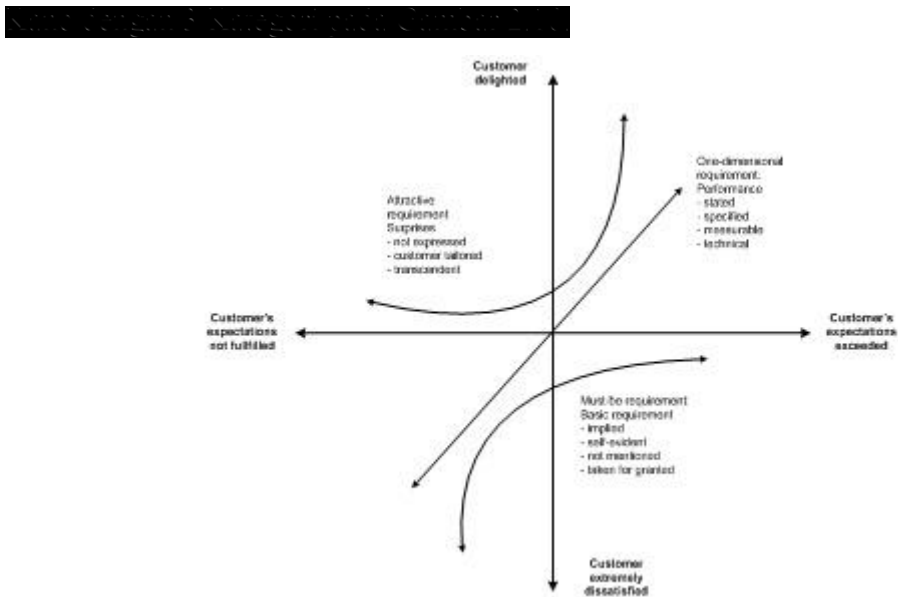 Customer
delighted
One-dimensional
requirement:
Performance
- stated
- specified
- measurable
- technical
Attractive
requirement
Surprises
- not expressed
- customer tailored
- transcendent
Customer's
expectations
not fullfilled
Customer's
expectations
exceeded
Must-be requirement
Basic requirement
- implied
- self-evident
- not mentioned
- taken for granted
Customer
extremely
dissatisfied